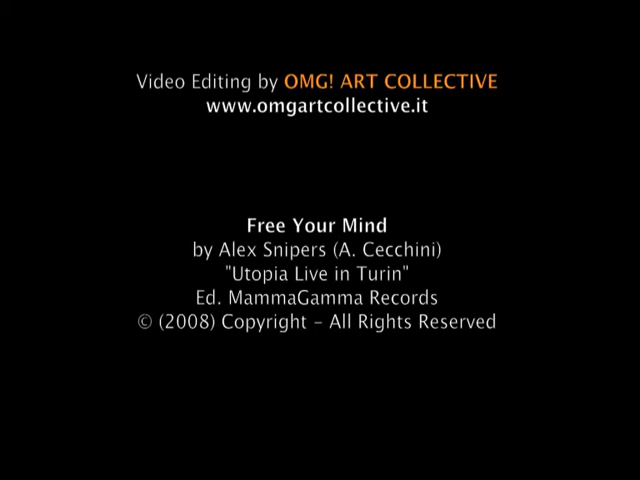 Video Editing by OMG! ART COLLECTIVE
www.omgartcollective.it
Free Your Mind
by Alex Snipers (A. Cecchini)
"Utopia Live in Turin"
Ed. MammaGamma Records
© (2008) Copyright – All Rights Reserved